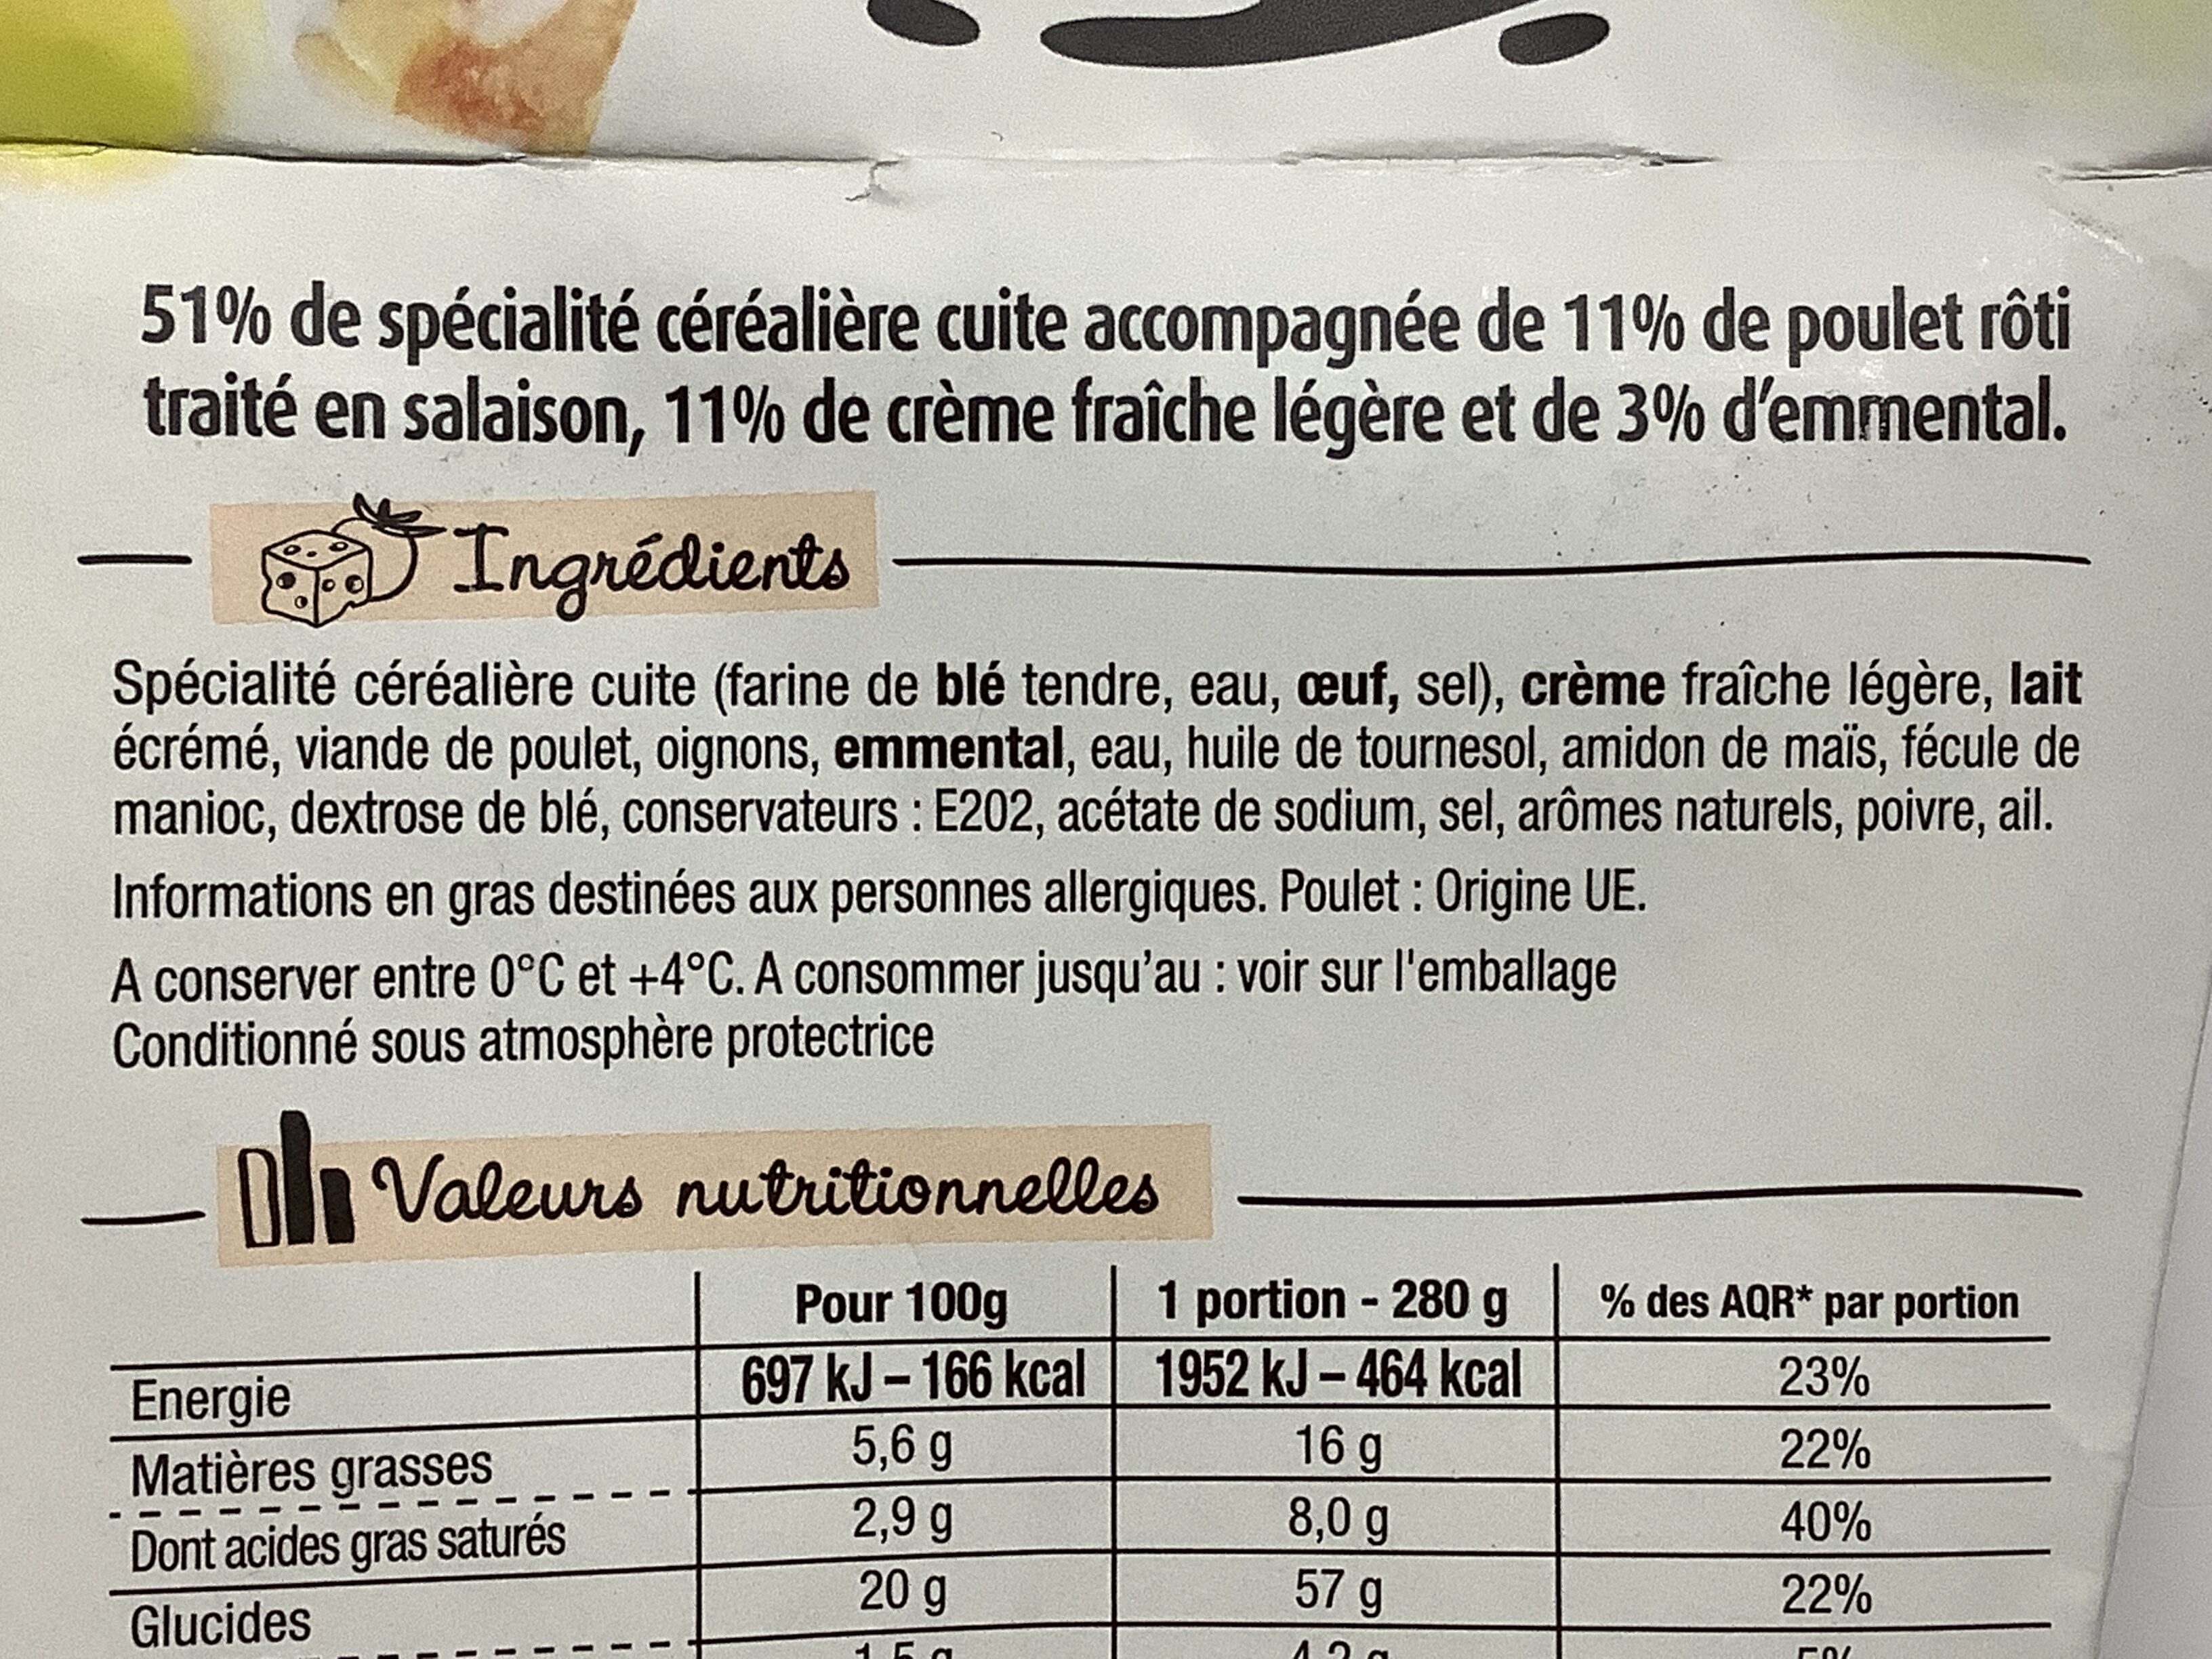 51% de spécialité céréalière cuite accompagnée de 11% de poulet rôti
traité en salaison, 11% de crème fraîche légère et de 3% d'emmental.
Ingrédients
Spécialité céréalière cuite (farine de blé tendre, eau, œuf, sel), crème fraîche légère, lait
écrémé, viande de poulet, oignons, emmental, eau, huile de tournesol, amidon de maïs, fécule de
manioc, dextrose de blé, conservateurs : E202, acétate de sodium, sel, arômes naturels, poivre, ail.
Informations en gras destinées aux personnes allergiques. Poulet : Origine UE.
A conserver entre 0°C et +4°C. A consommer jusqu'au : voir sur l'emballage
Conditionné sous atmosphère protectrice
Valeurs nutritionnelles
Pour 100g 1 portion - 280 g % des AQR* par portion
Energie 697 kJ – 166 kcal 1952 kJ – 464 kcal 23%
Matières grasses 5,6 g 16 g 22%
Dont acides gras saturés 2,9 g 8,0 g 40%
Glucides 20 g 57 g 22%